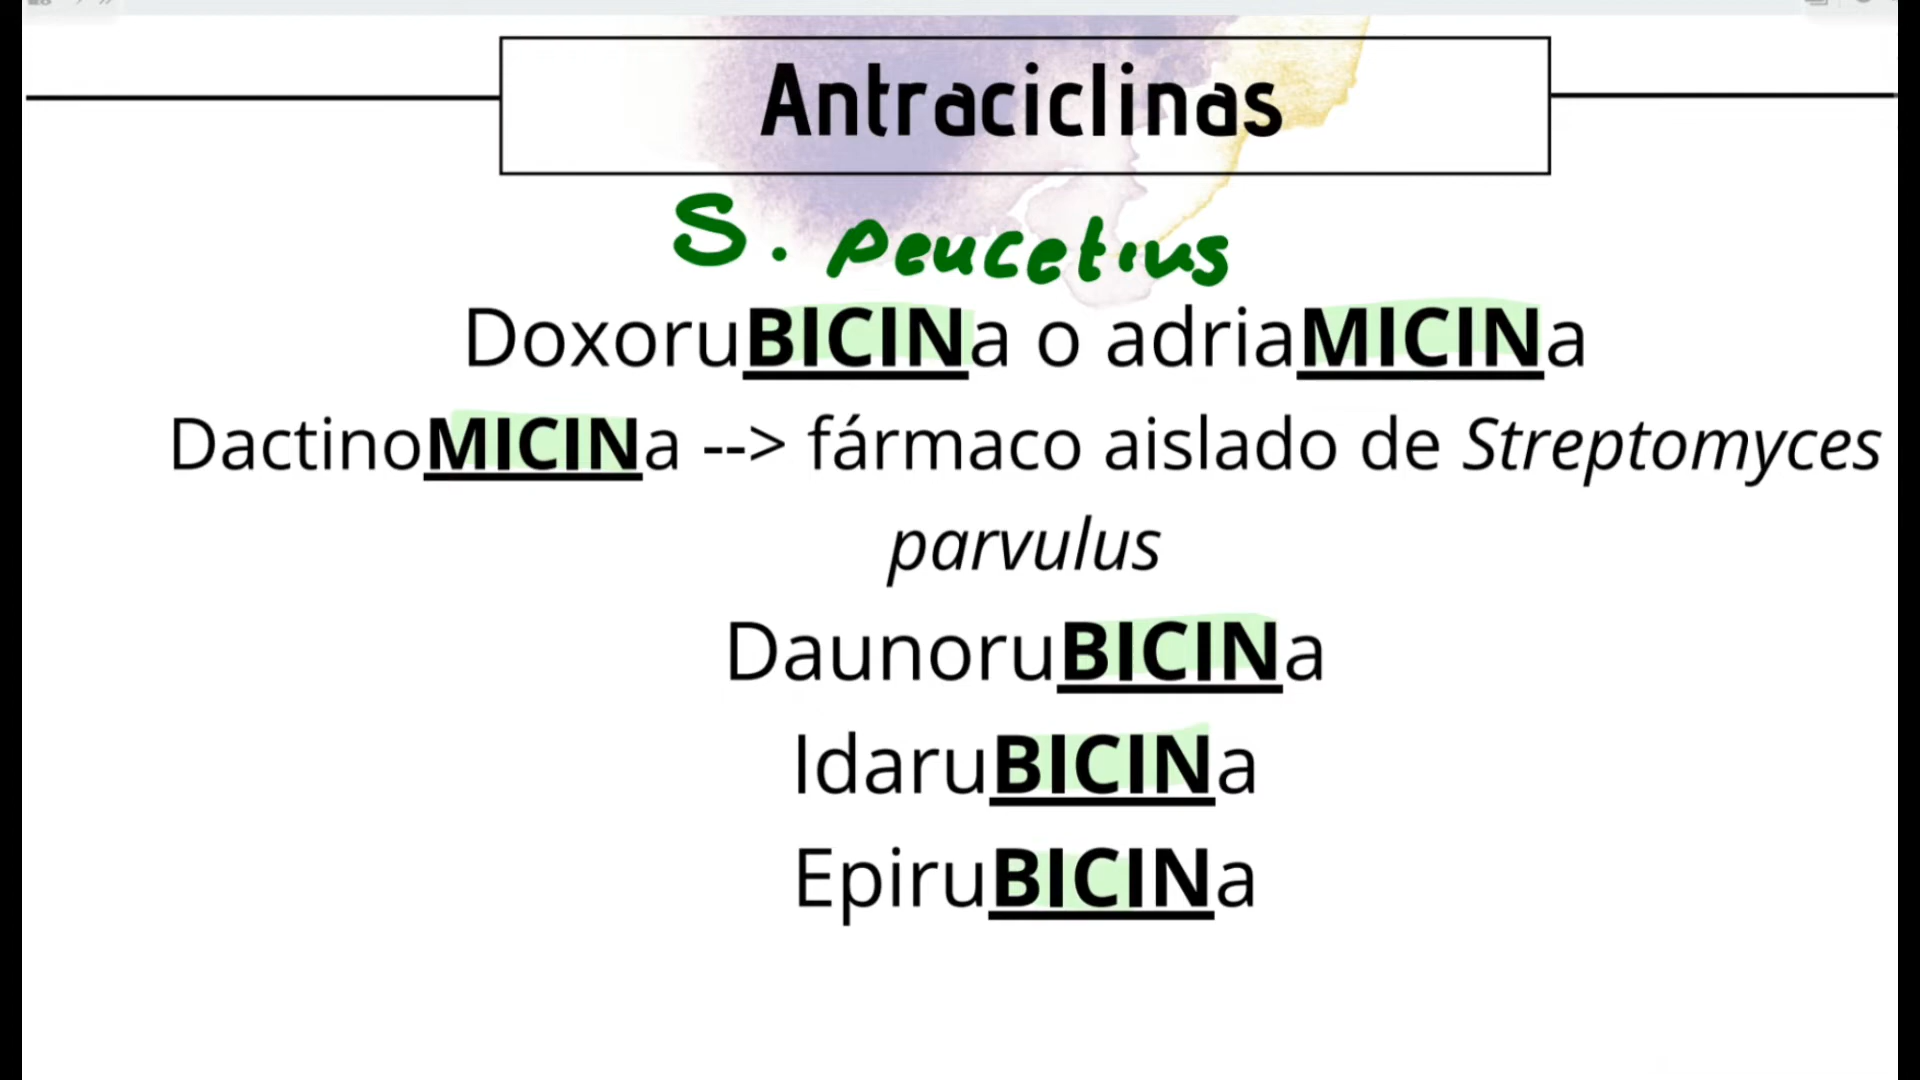 Antraciclinas
S. peucetius
DoxoruBICINa o adriaMICINa
DactinoMICINa --> fármaco aislado de Streptomyces
parvulus
DaunoruBICINa
IdaruBICINa
EpiruBICINa